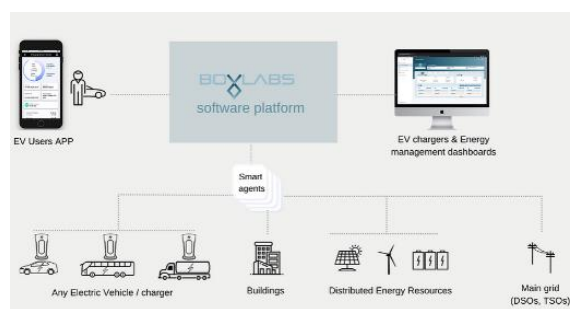 BOXLABS
software platform
EV Users APP
EV chargers & Energy
management dashboards
Smart
agents
Any Electric Vehicle / charger
Buildings
Distributed Energy Resources
Main grid
(DSOs, TSOs)